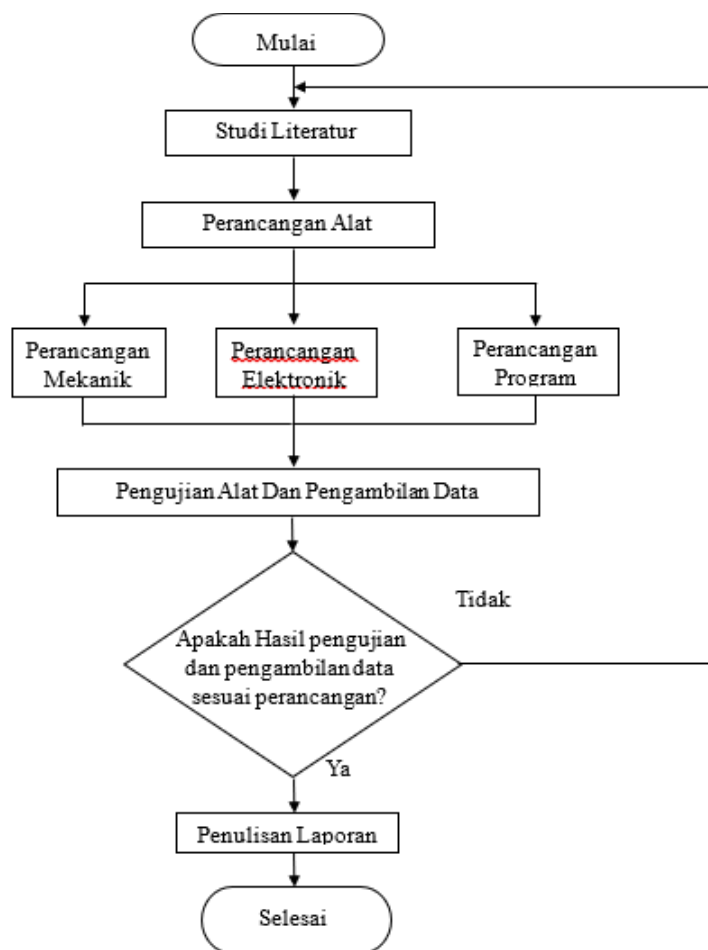 Mulai
Studi Literatur
Perancangan Alat
Perancangan
Mekanik
Perancangan
Elektronik
Perancangan
Program
Pengujian Alat Dan Pengambilan Data
Tidak
Apakah Hasil pengujian
dan pengambilan data
sesuai perancangan?
Ya
Penulisan Laporan
Selesai